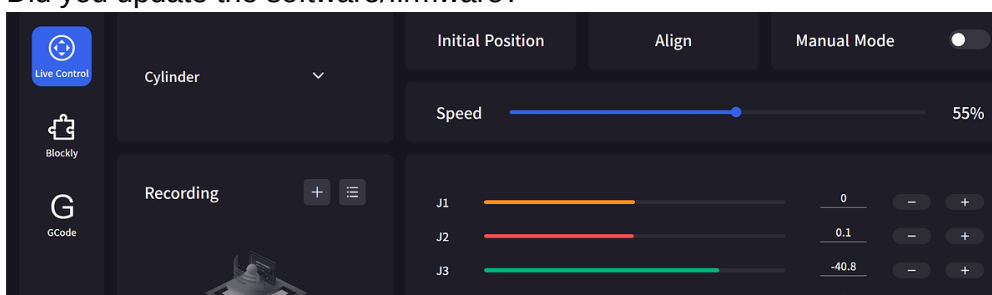 Did you update the software/firmware?
Initial Position
Align
Manual Mode
Live Control
Cylinder
Speed
55%
Blockly
Recording
G
GCode
J1
0
J2
0.1
J3
-40.8